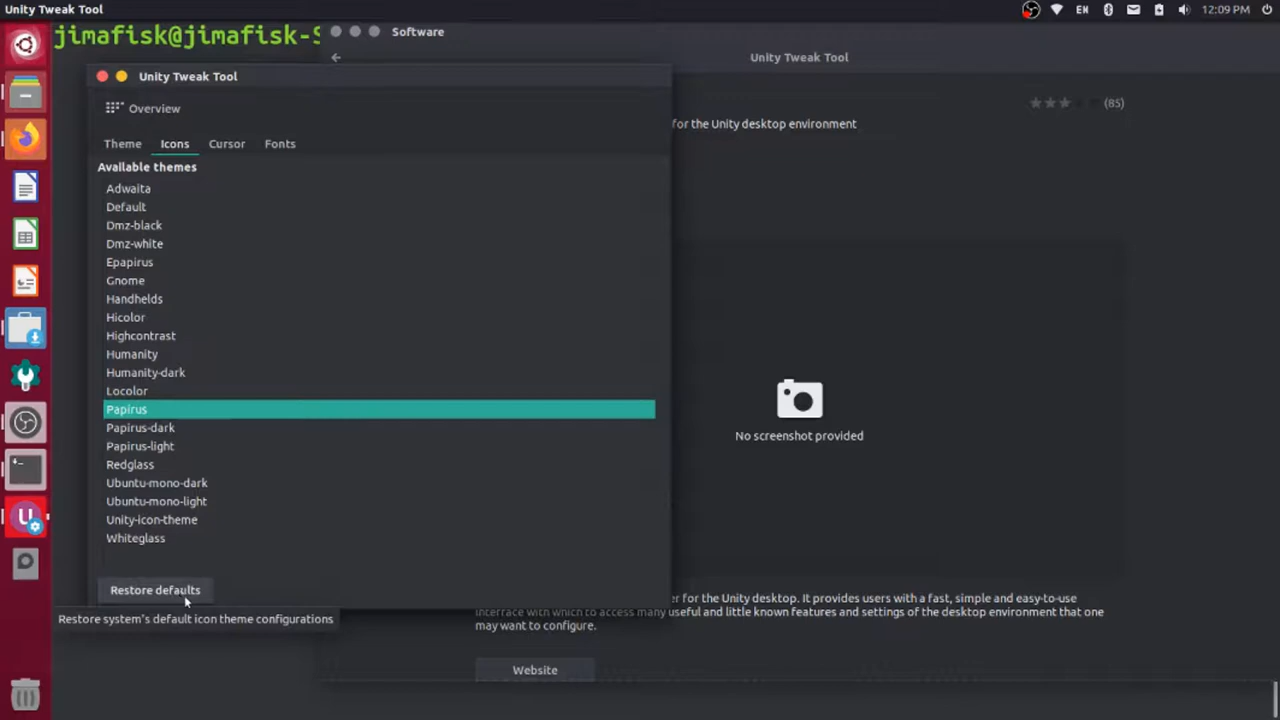 Unity Tweak Tool
EN
12:09 PM
jimafisk@jimafisk-S
Software
Unity Tweak Tool
(85)
for the Unity desktop environment
No screenshot provided
er for the Unity desktop. It provides users with a fast, simple and easy-to-use
interface with which to access many useful and little known features and settings of the desktop environment that one
may want to configure.
Website
Unity Tweak Tool
Overview
Theme
Icons
Cursor
Fonts
Available themes
Adwaita
Default
Dmz-black
Dmz-white
Epapirus
Gnome
Handhelds
Hicolor
Highcontrast
Humanity
Humanity-dark
Locolor
Papirus
Papirus-dark
Papirus-light
Redglass
Ubuntu-mono-dark
Ubuntu-mono-light
Unity-icon-theme
Whiteglass
Restore defaults
Restore system's default icon theme configurations